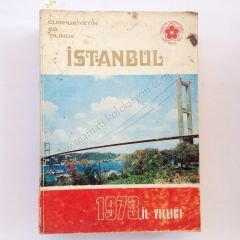 CUMHURİYETİN
50.
YILINDA
İSTANBUL
1973 İL YILLIĞI